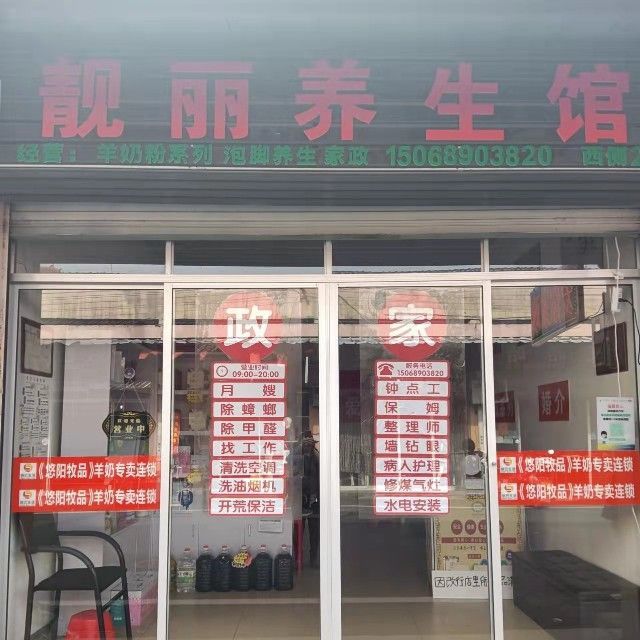 靓丽养生馆
经营：羊奶粉系列 泡脚养生 家政 15068903820 西侧
政
家
营业时间
09:00-20:00
服务电话
15068903820
月嫂
钟点工
除蟑螂
保姆
除甲醛
整理师
找工作
墙钻眼
清洗空调
病人护理
洗油烟机
修煤气灶
开荒保洁
水电安装
营业中
婚介
《悠阳牧品》羊奶专卖连锁
《悠阳牧品》羊奶专卖连锁
《悠阳牧品》羊奶专卖连锁
《悠阳牧品》羊奶专卖连锁